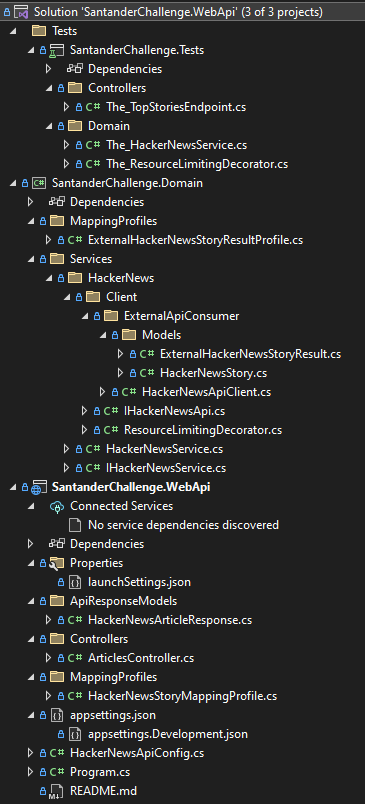 Solution 'SantanderChallenge.WebApi' (3 of 3 projects)
Tests
SantanderChallenge.Tests
Dependencies
Controllers
C# The_TopStoriesEndpoint.cs
Domain
C# The_HackerNewsService.cs
C# The_ResourceLimitingDecorator.cs
C# SantanderChallenge.Domain
Dependencies
MappingProfiles
C# ExternalHackerNewsStoryResultProfile.cs
Services
HackerNews
Client
ExternalApiConsumer
Models
C# ExternalHackerNewsStoryResult.cs
C# HackerNewsStory.cs
C# HackerNewsApiClient.cs
C# IHackerNewsApi.cs
C# ResourceLimitingDecorator.cs
C# HackerNewsService.cs
C# IHackerNewsService.cs
SantanderChallenge.WebApi
Connected Services
No service dependencies discovered
Dependencies
Properties
launchSettings.json
ApiResponseModels
C# HackerNewsArticleResponse.cs
Controllers
C# ArticlesController.cs
MappingProfiles
C# HackerNewsStoryMappingProfile.cs
appsettings.json
appsettings.Development.json
C# HackerNewsApiConfig.cs
C# Program.cs
M README.md